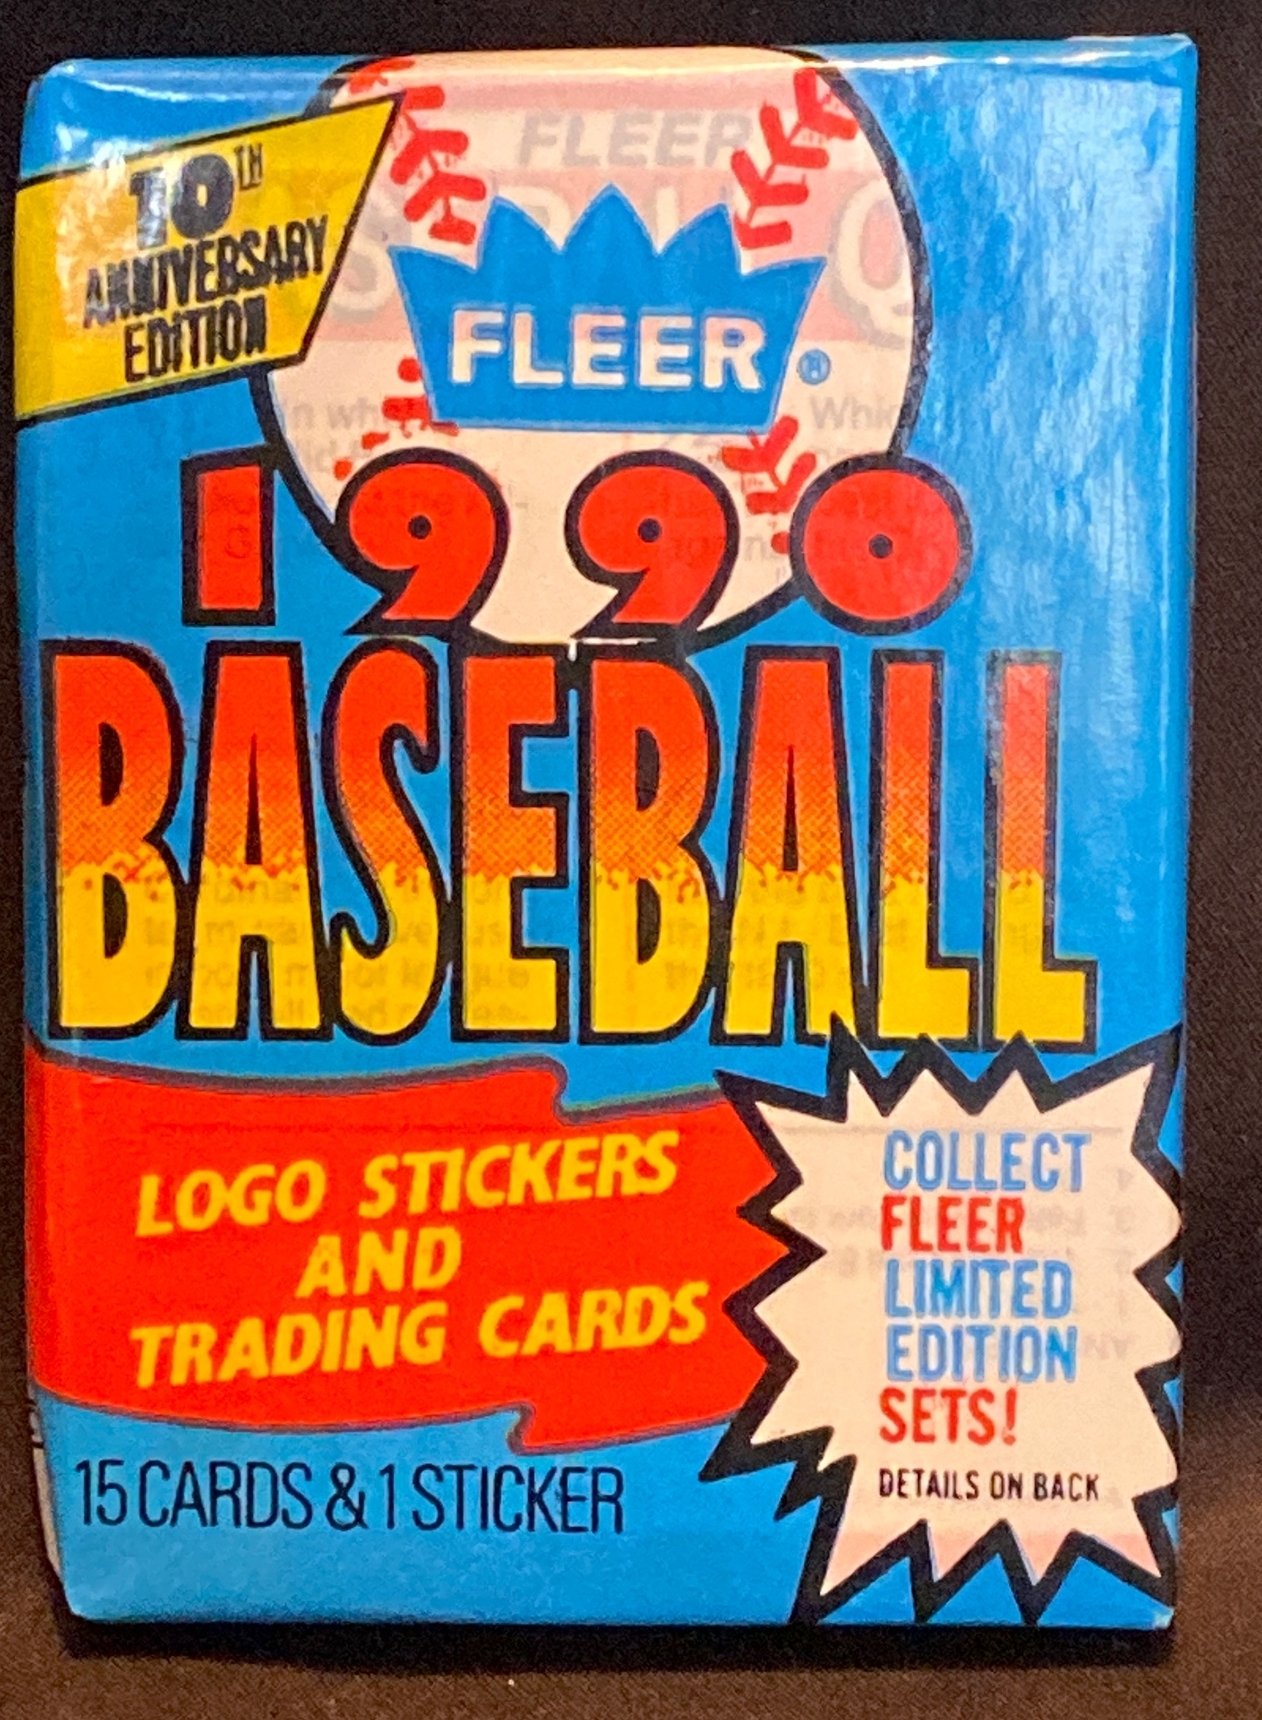 10TH
ANNIVERSARY
EDITION
FLEER
FLEER®
1990
BASEBALL
LOGO STICKERS
AND
TRADING CARDS
COLLECT
FLEER
LIMITED
EDITION
SETS!
DETAILS ON BACK
15 CARDS & 1 STICKER